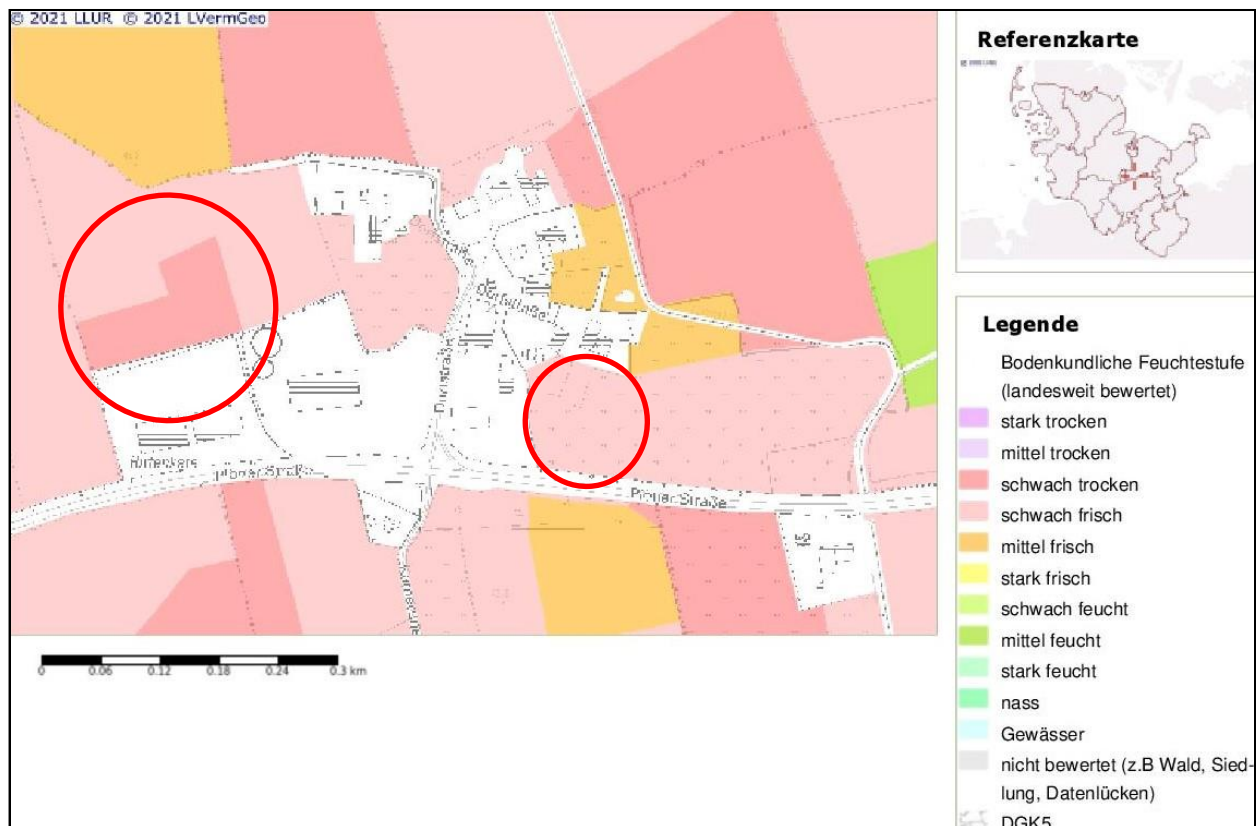 © 2021 LLUR © 2021 LVermGeo
Dorfstraße
Dorfstraße
Plöner Straße
Plöner Straße
0 0.06 0.12 0.18 0.24 0.3 km
Referenzkarte
Legende
Bodenkundliche Feuchtestufe
(landesweit bewertet)
stark trocken
mittel trocken
schwach trocken
schwach frisch
mittel frisch
stark frisch
schwach feucht
mittel feucht
stark feucht
nass
Gewässer
nicht bewertet (z.B Wald, Sied-
lung, Datenlücken)
DGK5